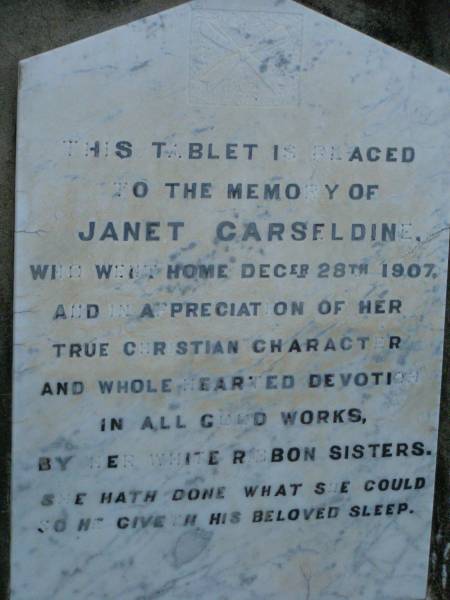 THIS TABLET IS PLACED
TO THE MEMORY OF
JANET CARSELDINE,
WHO WENT HOME DECER 28TH 1907,
AND IN APPRECIATION OF HER
TRUE CHRISTIAN CHARACTER
AND WHOLE HEARTED DEVOTION
IN ALL GOOD WORKS,
BY HER WHITE RIBBON SISTERS.
SHE HATH DONE WHAT SHE COULD
SO HE GIVETH HIS BELOVED SLEEP.